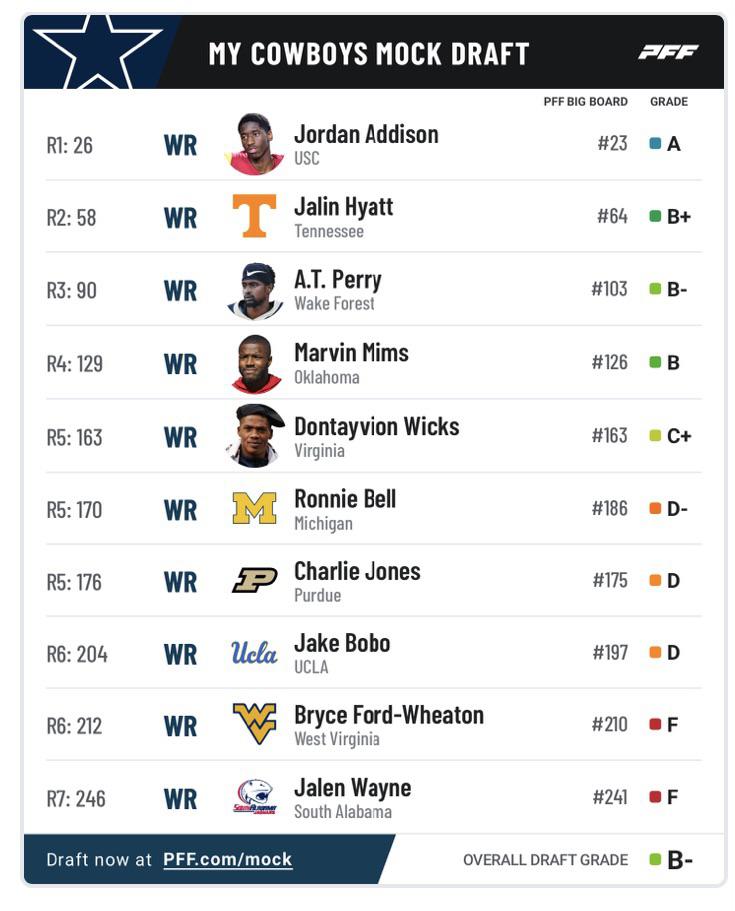 MY COWBOYS MOCK DRAFT
PFF
PFF BIG BOARD GRADE
R1: 26 WR Jordan Addison #23 A
USC
R2: 58 WR T Jalin Hyatt #64 B+
Tennessee
R3: 90 WR A.T. Perry #103 B-
Wake Forest
R4: 129 WR Marvin Mims #126 B
Oklahoma
R5: 163 WR Dontayvion Wicks #163 C+
Virginia
R5: 170 WR M Ronnie Bell #186 D-
Michigan
R5: 176 WR P Charlie Jones #175 D
Purdue
R6: 204 WR Ucla Jake Bobo #197 D
UCLA
R6: 212 WR WV Bryce Ford-Wheaton #210 F
West Virginia
R7: 246 WR Jalen Wayne #241 F
South Alabama
Draft now at PFF.com/mock OVERALL DRAFT GRADE B-